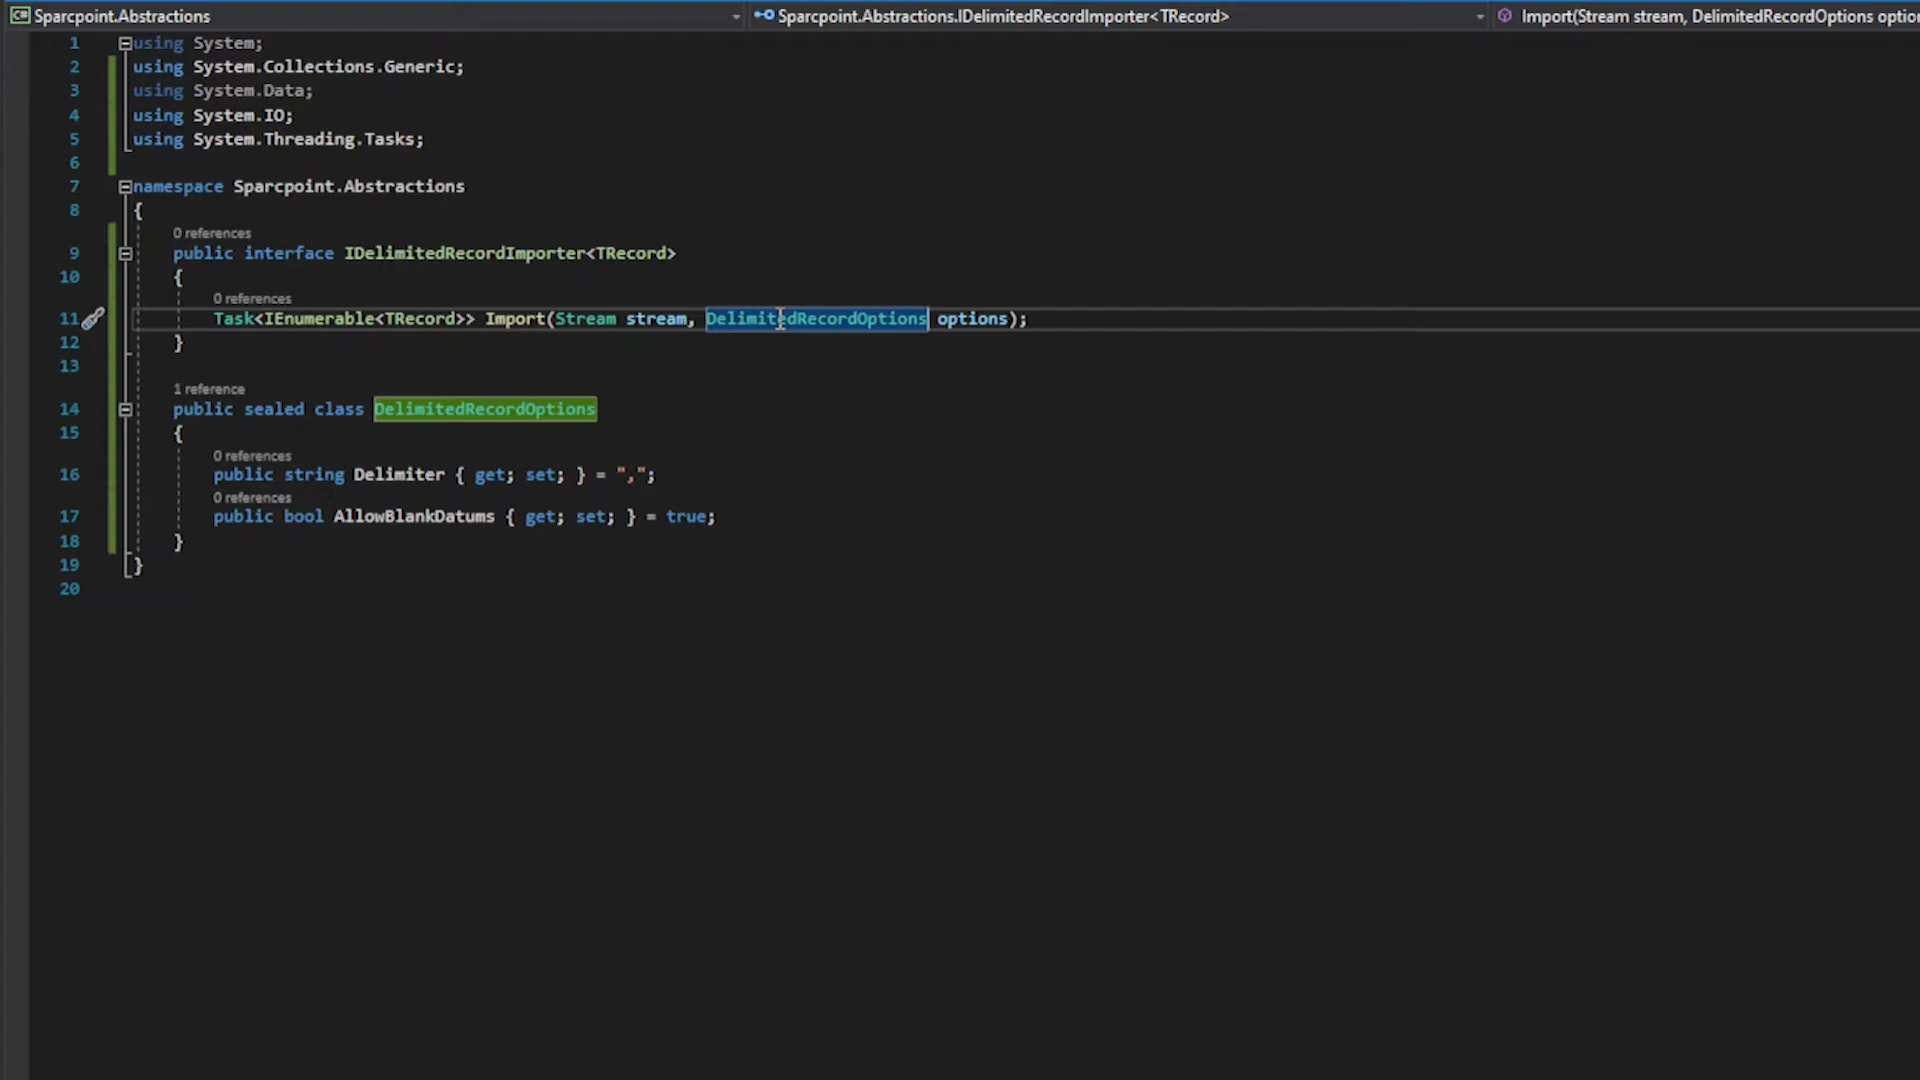 C# Sparcpoint.Abstractions Sparcpoint.Abstractions.IDelimitedRecordImporter<TRecord> Import(Stream stream, DelimitedRecordOptions optio
1 using System;
2 using System.Collections.Generic;
3 using System.Data;
4 using System.IO;
5 using System.Threading.Tasks;
6
7 namespace Sparcpoint.Abstractions
8 {
0 references
9 public interface IDelimitedRecordImporter<TRecord>
10 {
0 references
11 Task<IEnumerable<TRecord>> Import(Stream stream, DelimitedRecordOptions options);
12 }
13
1 reference
14 public sealed class DelimitedRecordOptions
15 {
0 references
16 public string Delimiter { get; set; } = ",";
0 references
17 public bool AllowBlankDatums { get; set; } = true;
18 }
19 }
20